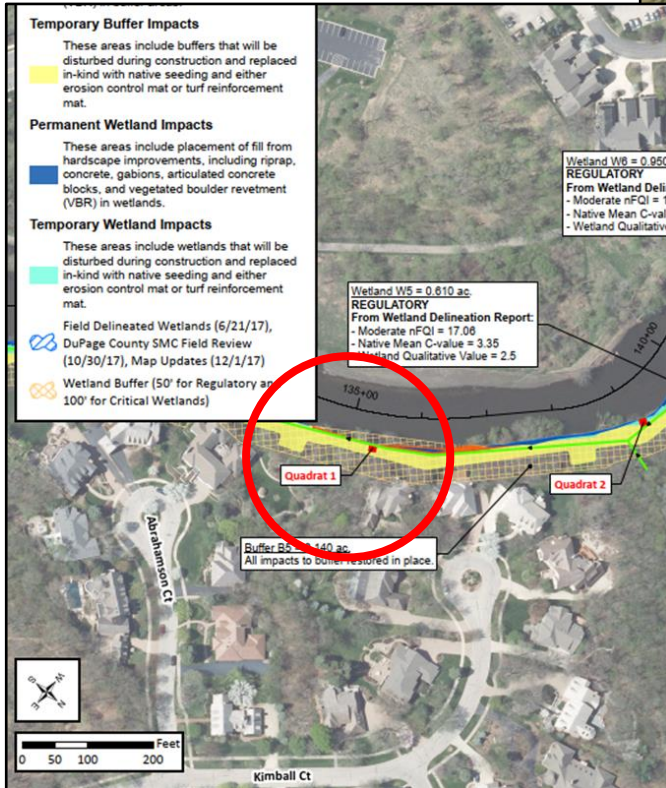 Temporary Buffer Impacts
These areas include buffers that will be
disturbed during construction and replaced
in-kind with native seeding and either
erosion control mat or turf reinforcement
mat.
Permanent Wetland Impacts
These areas include placement of fill from
hardscape improvements, including riprap,
concrete, gabions, articulated concrete
blocks, and vegetated boulder revetment
(VBR) in wetlands.
Temporary Wetland Impacts
These areas include wetlands that will be
disturbed during construction and replaced
in-kind with native seeding and either
erosion control mat or turf reinforcement
mat.
Field Delineated Wetlands (6/21/17),
DuPage County SMC Field Review
(10/30/17), Map Updates (12/1/17)
Wetland Buffer (50' for Regulatory
100' for Critical Wetlands)
Wetland W6 = 0.950
REGULATORY
From Wetland
- Moderate nFQI =
- Native Mean
- Wetland Qualitative
Wetland W5 = 0.610 ac.
REGULATORY
From Wetland Delineation Report:
- Moderate nFQI = 17.06
- Native Mean C-value = 3.35
Wetland Qualitative Value = 2.5
135+00
140+00
Quadrat 1
Quadrat 2
Buffer B5 = .140 ac.
All impacts to buffer restored in place.
Abrahamson Ct
S W E N
Feet
0 50 100 200
Kimball Ct